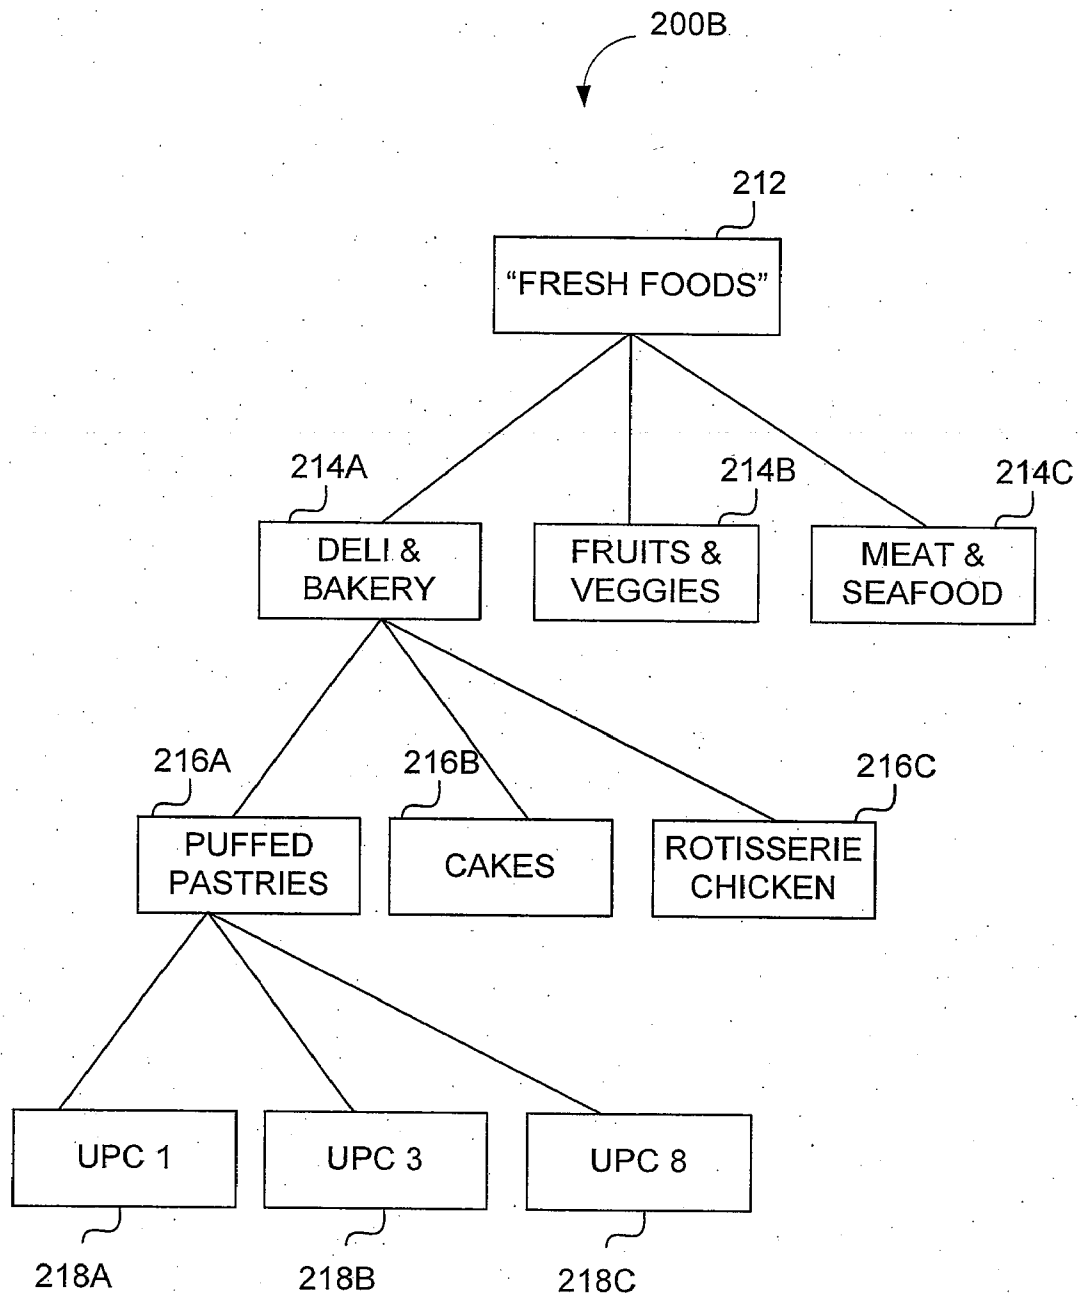 200B
212
“FRESH FOODS”
214A
214B
214C
DELI &
BAKERY
FRUITS &
VEGGIES
MEAT &
SEAFOOD
216A
216B
216C
PUFFED
PASTRIES
CAKES
ROTISSERIE
CHICKEN
UPC 1
UPC 3
UPC 8
218A
218B
218C